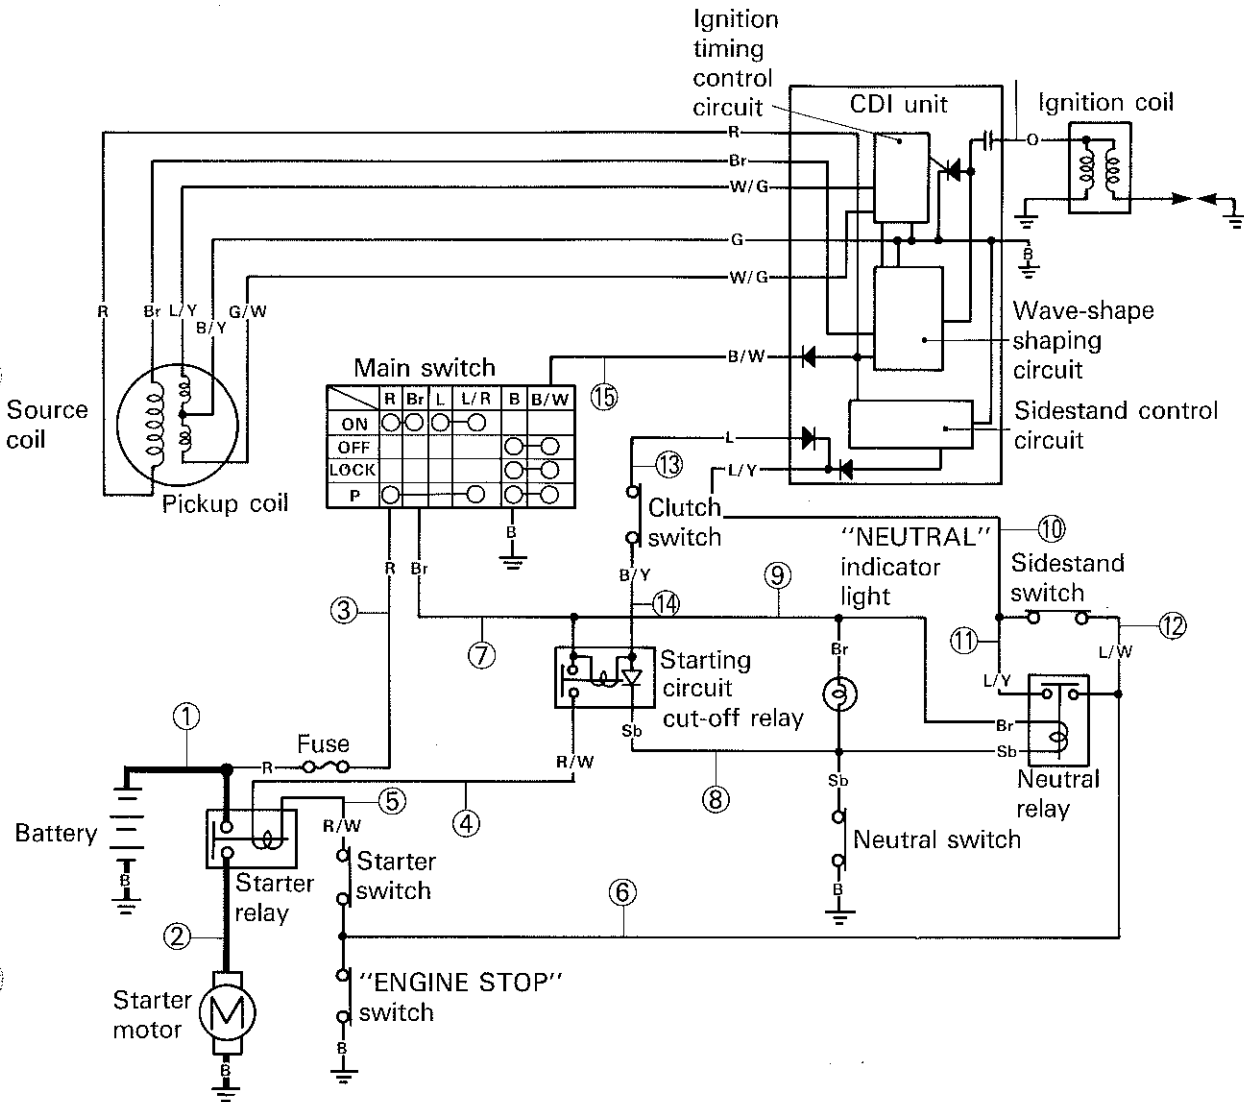 Ignition
timing
control
circuit
CDI unit
Ignition coil
R
Br
W/G
G
W/G
O
B
R
Br
L/Y
B/Y
G/W
Wave-shape
shaping
circuit
Source
coil
Pickup coil
Main switch
R Br L L/R B B/W
ON
OFF
LOCK
P
B/W
15
Sidestand control
circuit
L
13
L/Y
Clutch
switch
B
R
Br
B/Y
14
3
7
9
"NEUTRAL"
indicator
light
10
Sidestand
switch
11
12
L/W
L/Y
Br
Starting
circuit
cut-off relay
Sb
R/W
8
Br
Sb
Sb
Neutral
relay
Neutral switch
B
1
Fuse
R
5
4
R/W
Battery
B
Starter
relay
Starter
switch
2
6
"ENGINE STOP"
switch
B
Starter
motor
M
B